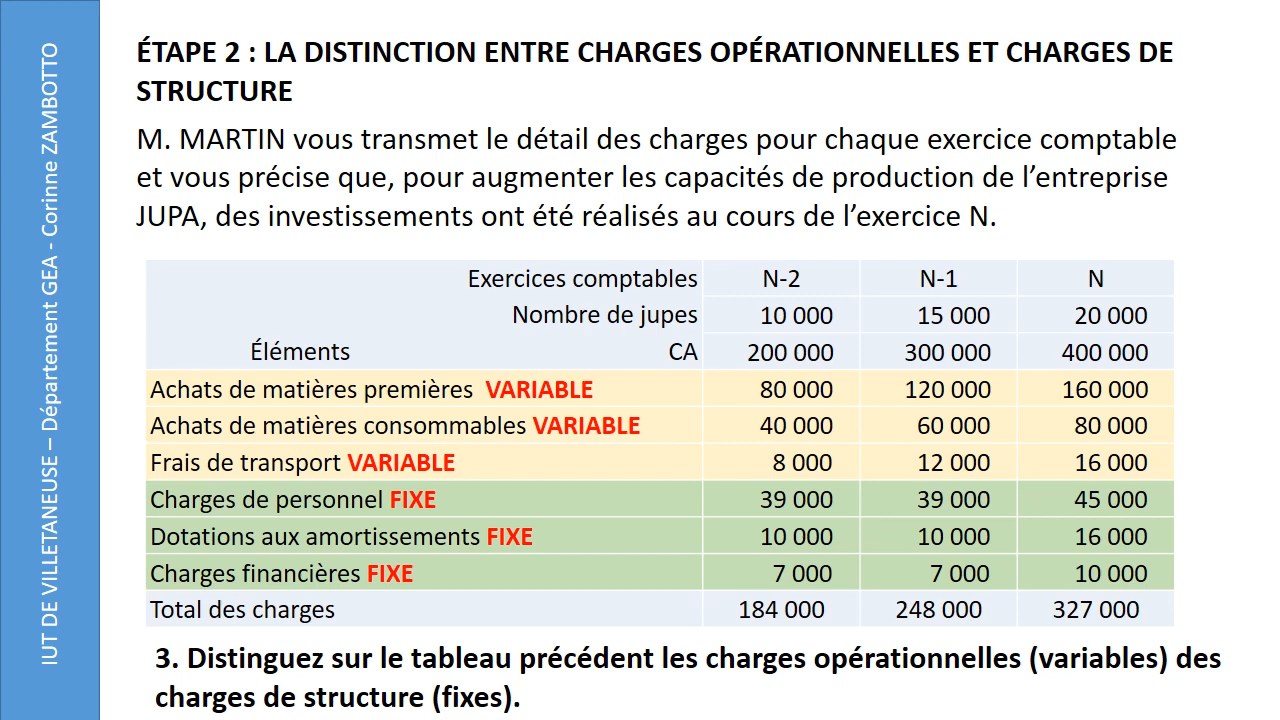 IUT DE VILLETANEUSE – Département GEA - Corinne ZAMBOTTO
ÉTAPE 2 : LA DISTINCTION ENTRE CHARGES OPÉRATIONNELLES ET CHARGES DE
STRUCTURE
M. MARTIN vous transmet le détail des charges pour chaque exercice comptable
et vous précise que, pour augmenter les capacités de production de l’entreprise
JUPA, des investissements ont été réalisés au cours de l’exercice N.
Exercices comptables N-2 N-1 N
Nombre de jupes 10 000 15 000 20 000
Éléments CA 200 000 300 000 400 000
Achats de matières premières VARIABLE 80 000 120 000 160 000
Achats de matières consommables VARIABLE 40 000 60 000 80 000
Frais de transport VARIABLE 8 000 12 000 16 000
Charges de personnel FIXE 39 000 39 000 45 000
Dotations aux amortissements FIXE 10 000 10 000 16 000
Charges financières FIXE 7 000 7 000 10 000
Total des charges 184 000 248 000 327 000
3. Distinguez sur le tableau précédent les charges opérationnelles (variables) des
charges de structure (fixes).